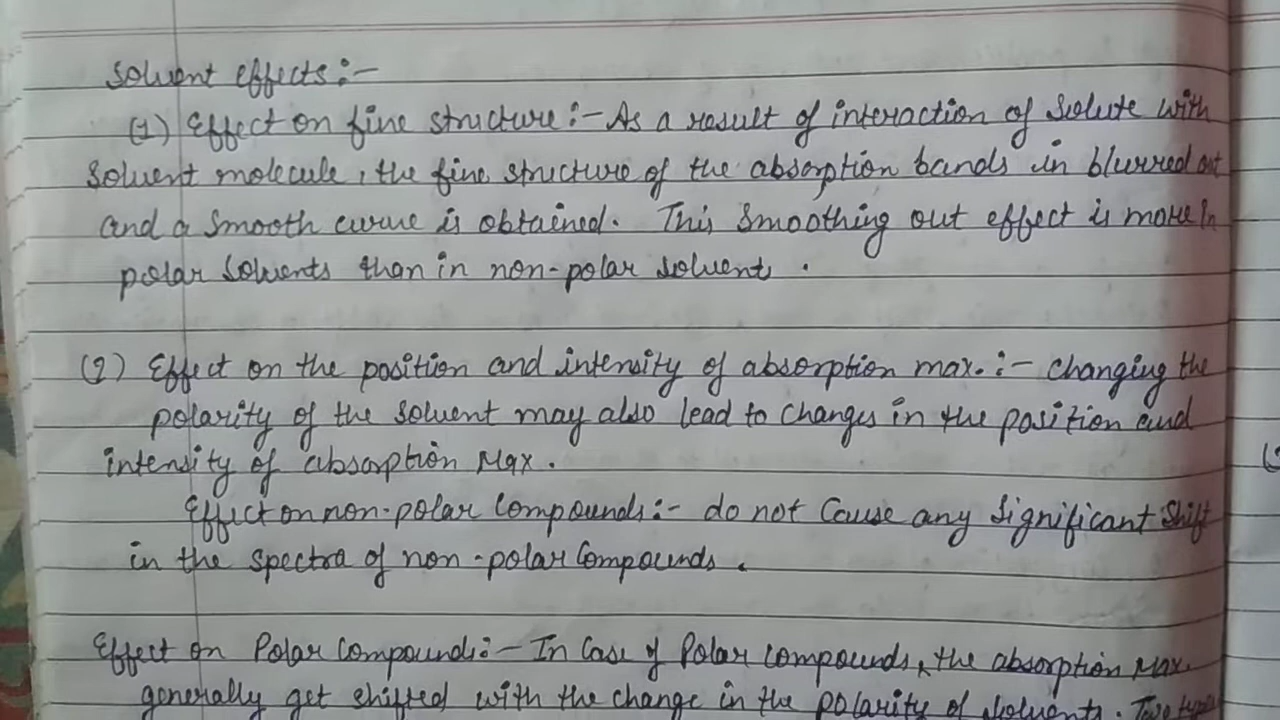 Solvent effects:-
(1) Effect on fine structure:- As a result of interaction of solute with
solvent molecule, the fine structure of the absorption bands in blurred out
and a smooth curve is obtained. This smoothing out effect is more in
polar solvents than in non-polar solvents.
(2) Effect on the position and intensity of absorption max.:- changing the
polarity of the solvent may also lead to changes in the position and
intensity of absorption Max.
Effect on non-polar compounds:- do not cause any significant shift
in the spectra of non-polar compounds.
Effect on Polar compounds:- In Case of Polar compounds, the absorption Max.
generally get shifted with the change in the polarity of solvents. Two